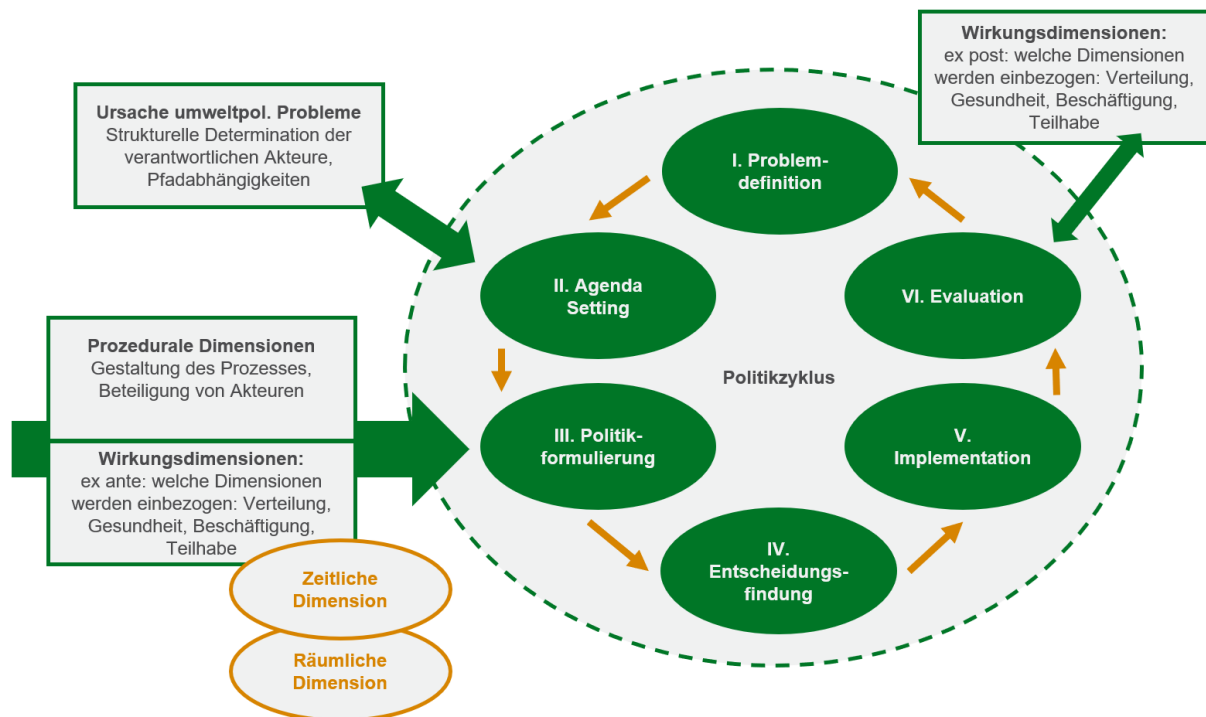 Wirkungsdimensionen:
ex post: welche Dimensionen
werden einbezogen: Verteilung,
Gesundheit, Beschäftigung,
Teilhabe
Ursache umweltpol. Probleme
Strukturelle Determination der
verantwortlichen Akteure,
Pfadabhängigkeiten
I. Problem-
definition
II. Agenda
Setting
VI. Evaluation
Prozedurale Dimensionen
Gestaltung des Prozesses,
Beteiligung von Akteuren
Politikzyklus
III. Politik-
formulierung
V.
Implementation
Wirkungsdimensionen:
ex ante: welche Dimensionen
werden einbezogen: Verteilung,
Gesundheit, Beschäftigung,
Teilhabe
IV.
Entscheidungs-
findung
Zeitliche
Dimension
Räumliche
Dimension